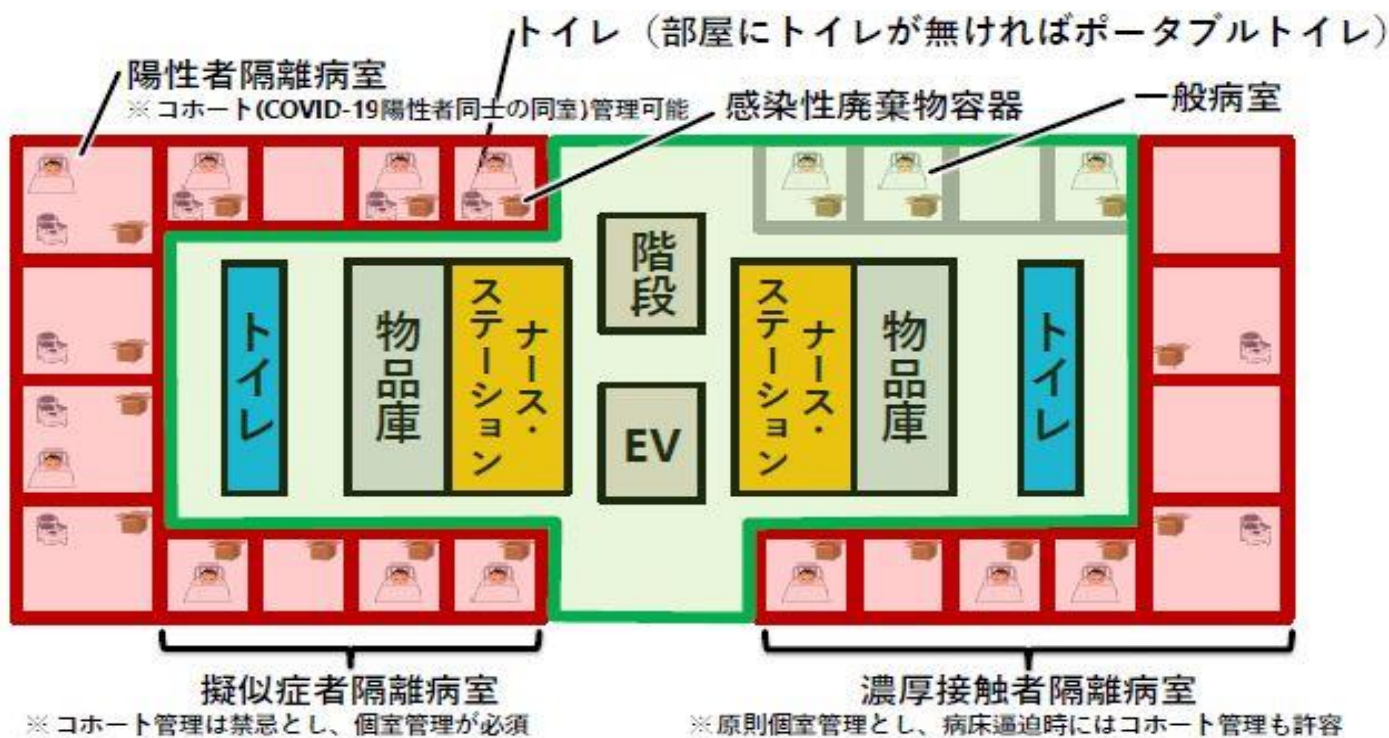 トイレ（部屋にトイレが無ければポータブルトイレ）
陽性者隔離病室
※コホート(COVID-19陽性者同士の同室)管理可能
感染性廃棄物容器
一般病室
トイレ
物品庫
ナース・
ステーション
階段
EV
ナース・
ステーション
物品庫
トイレ
擬似症者隔離病室
※コホート管理は禁忌とし、個室管理が必須
濃厚接触者隔離病室
※原則個室管理とし、病床逼迫時にはコホート管理も許容